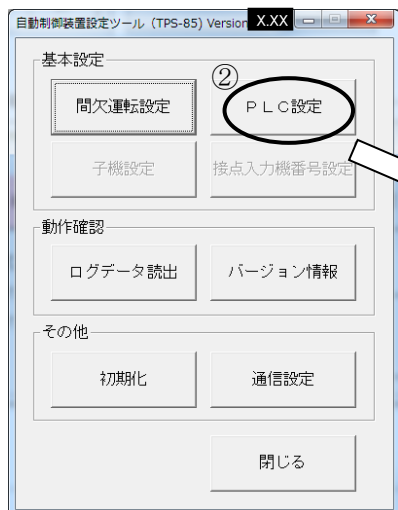 自動制御装置設定ツール (TPS-85) Version X.XX
基本設定
②
間欠運転設定
ＰＬＣ設定
子機設定
接点入力機番号設定
動作確認
ログデータ読出
バージョン情報
その他
初期化
通信設定
閉じる